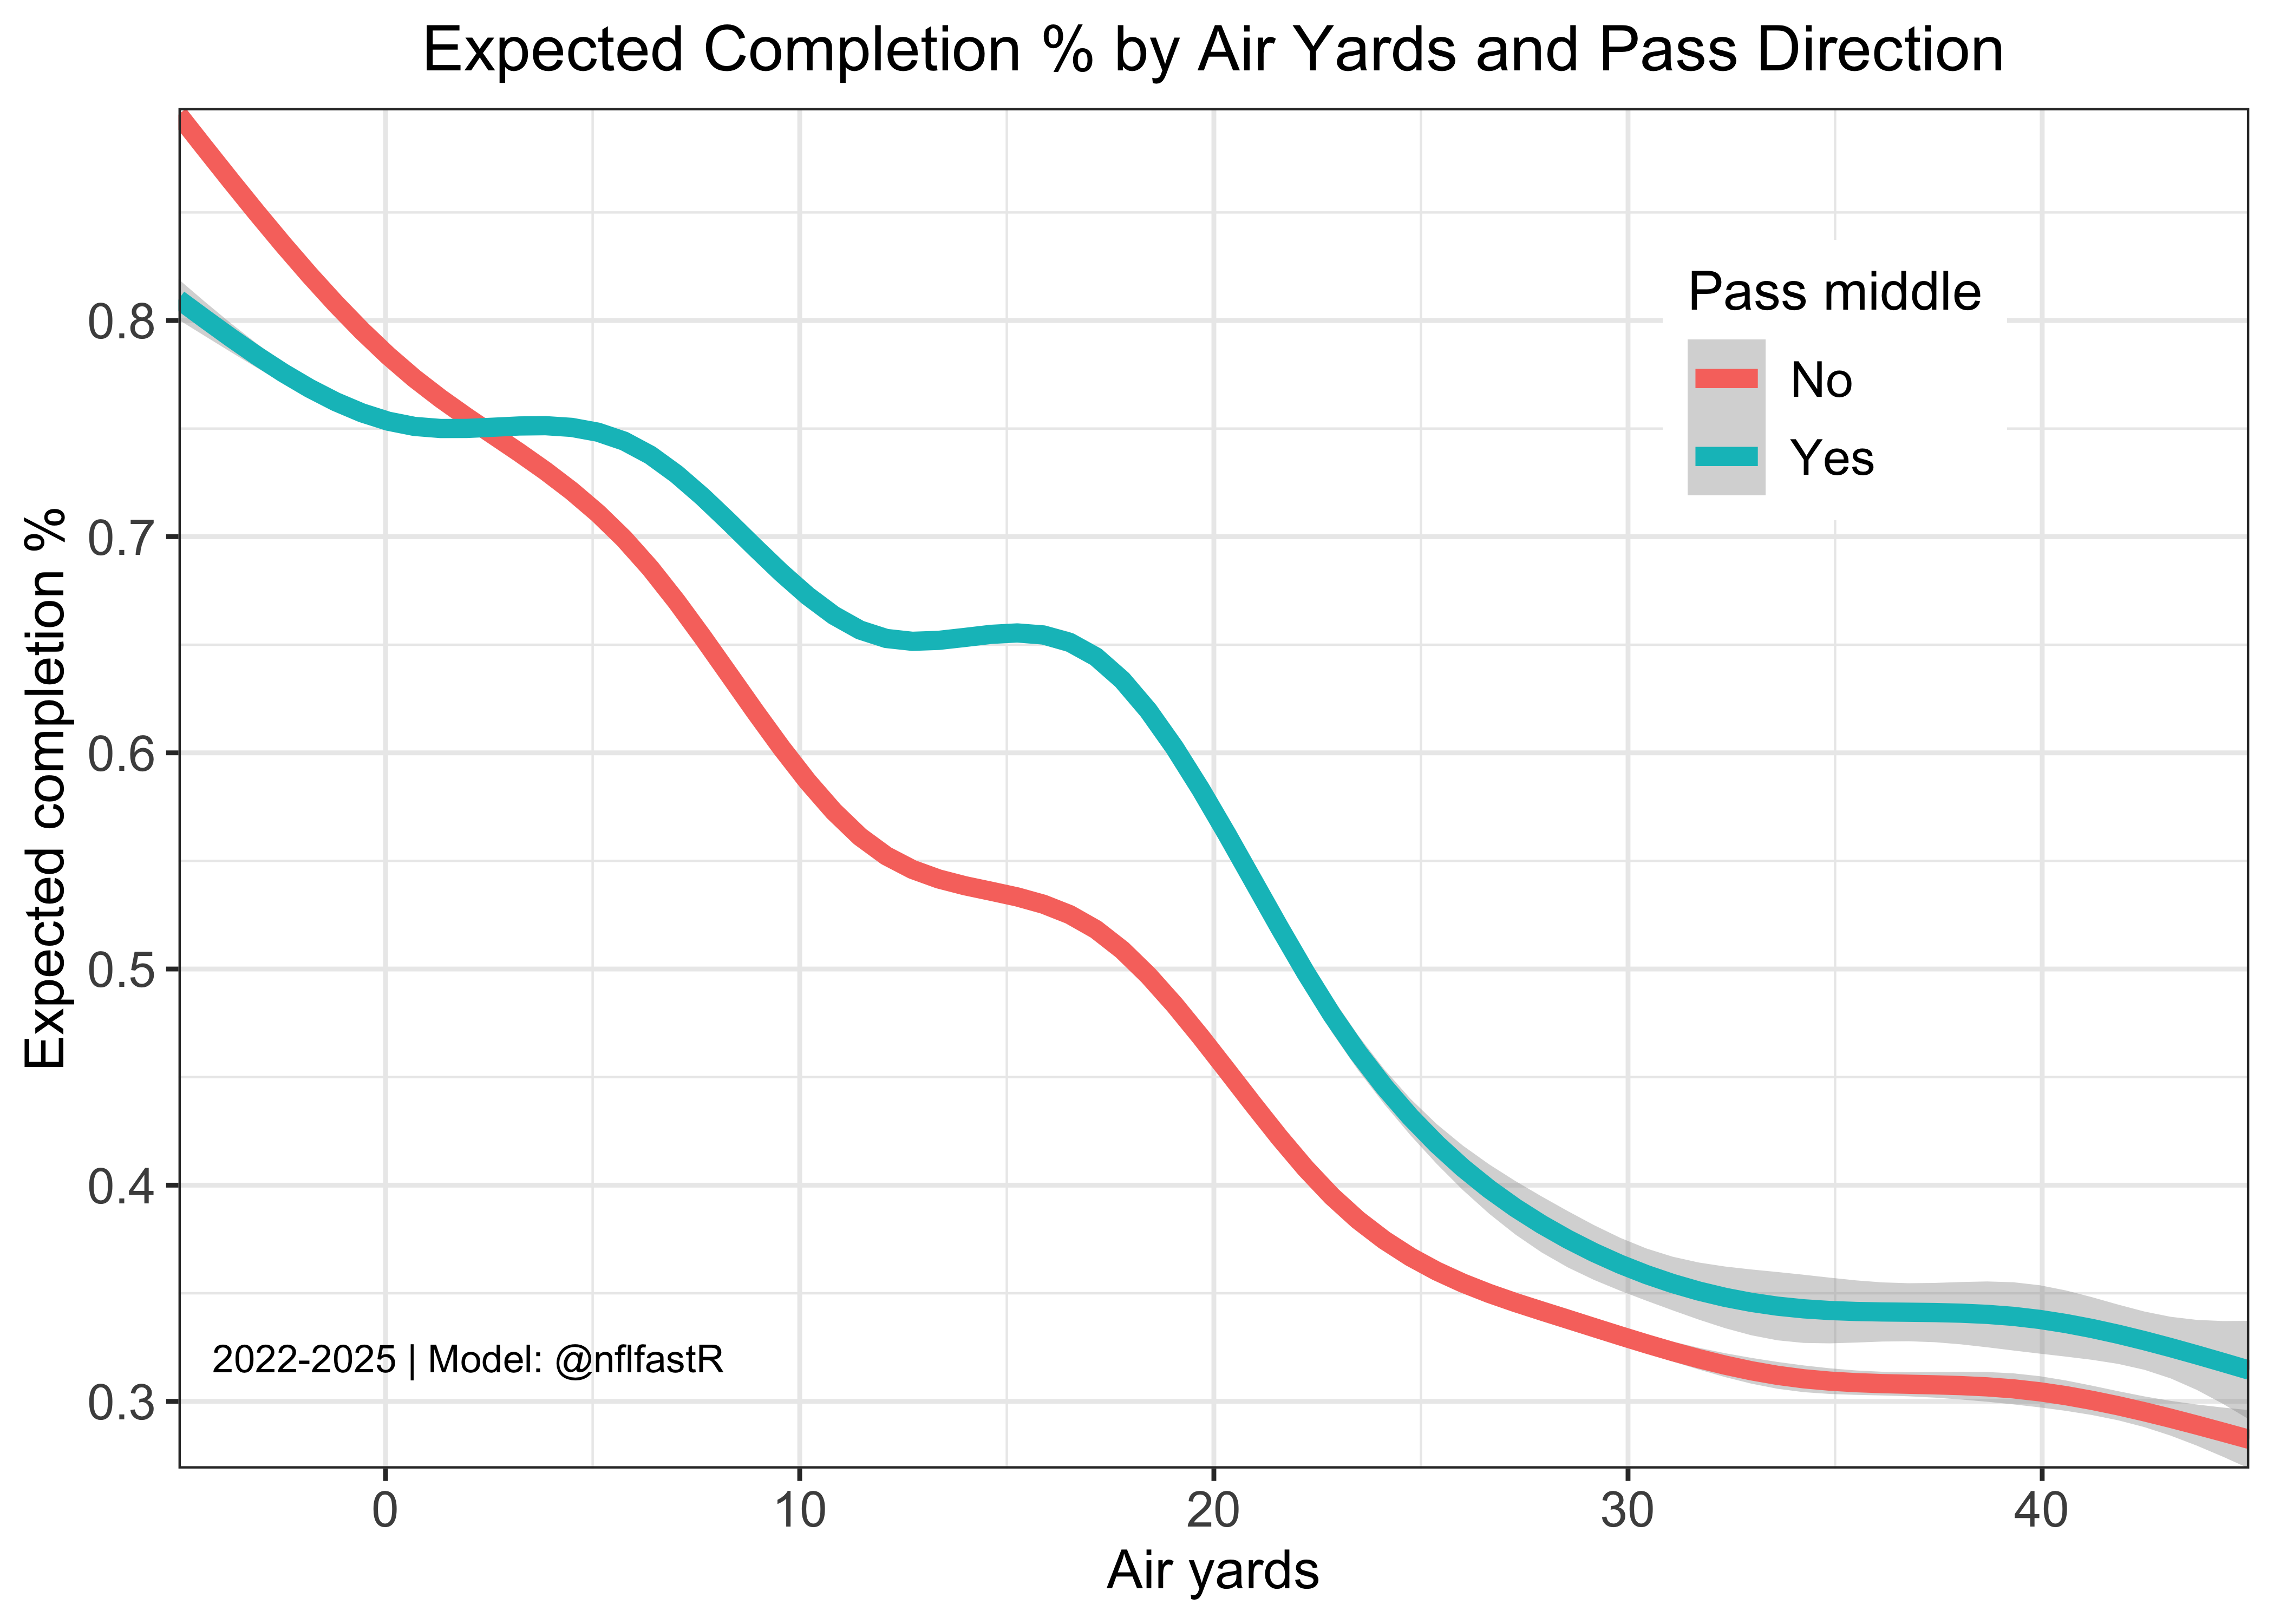 Expected Completion % by Air Yards and Pass Direction
Expected completion %
0.8
0.7
0.6
0.5
0.4
0.3
Pass middle
No
Yes
2022-2025 | Model: @nflfastR
0 10 20 30 40
Air yards